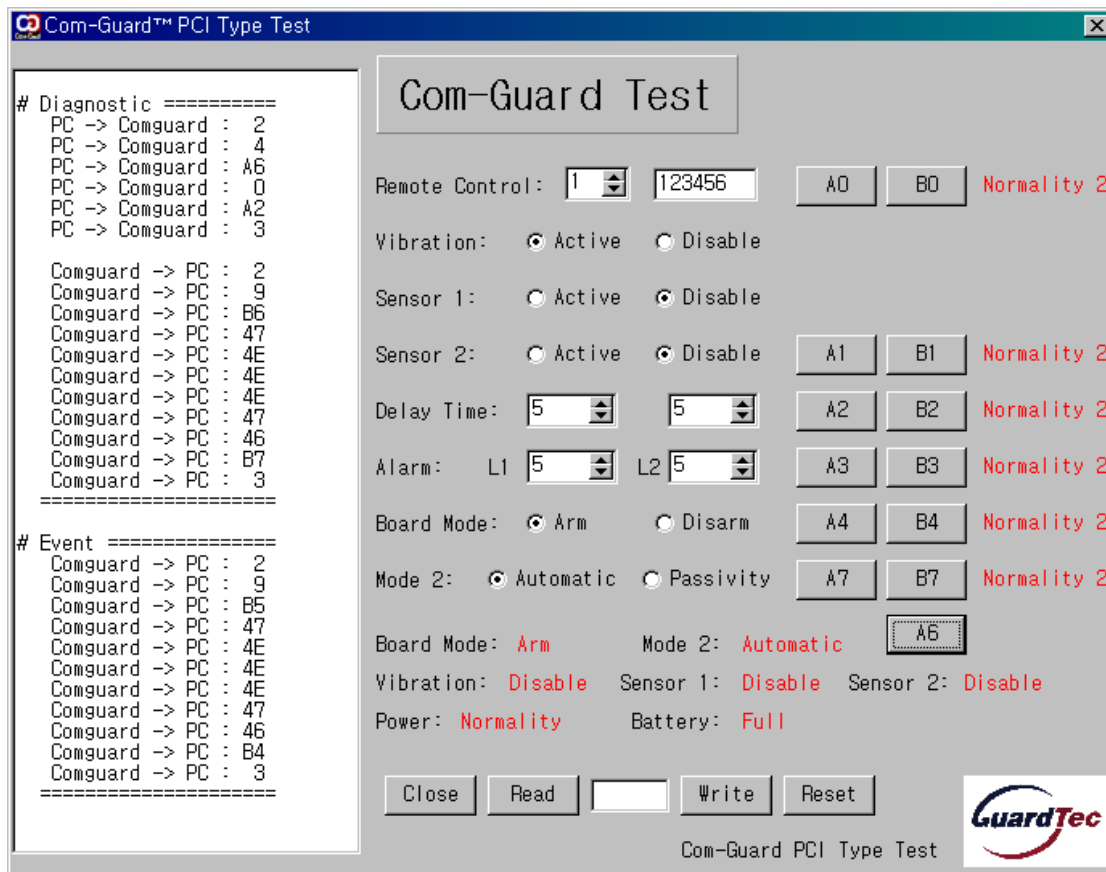 Com-Guard™ PCI Type Test
# Diagnostic ==========
PC -> Comguard : 2
PC -> Comguard : 4
PC -> Comguard : A6
PC -> Comguard : 0
PC -> Comguard : A2
PC -> Comguard : 3
Comguard -> PC : 2
Comguard -> PC : 9
Comguard -> PC : B6
Comguard -> PC : 47
Comguard -> PC : 4E
Comguard -> PC : 4E
Comguard -> PC : 4E
Comguard -> PC : 47
Comguard -> PC : 46
Comguard -> PC : B7
Comguard -> PC : 3
=====================
# Event ===============
Comguard -> PC : 2
Comguard -> PC : 9
Comguard -> PC : B5
Comguard -> PC : 47
Comguard -> PC : 4E
Comguard -> PC : 4E
Comguard -> PC : 4E
Comguard -> PC : 47
Comguard -> PC : 46
Comguard -> PC : B4
Comguard -> PC : 3
=====================
Com-Guard Test
Remote Control: 1 123456 A0 B0 Normality 2
Vibration: Active Disable
Sensor 1: Active Disable
Sensor 2: Active Disable A1 B1 Normality 2
Delay Time: 5 5 A2 B2 Normality 2
Alarm: L1 5 L2 5 A3 B3 Normality 2
Board Mode: Arm Disarm A4 B4 Normality 2
Mode 2: Automatic Passivity A7 B7 Normality 2
A6
Board Mode: Arm Mode 2: Automatic
Vibration: Disable Sensor 1: Disable Sensor 2: Disable
Power: Normality Battery: Full
Close Read Write Reset
GuardTec
Com-Guard PCI Type Test